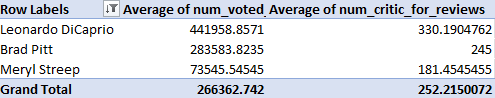 Row Labels Average of num_voted_ Average of num_critic_for_reviews
Leonardo DiCaprio 441958.8571 330.1904762
Brad Pitt 283583.8235 245
Meryl Streep 73545.54545 181.4545455
Grand Total 266362.742 252.2150072